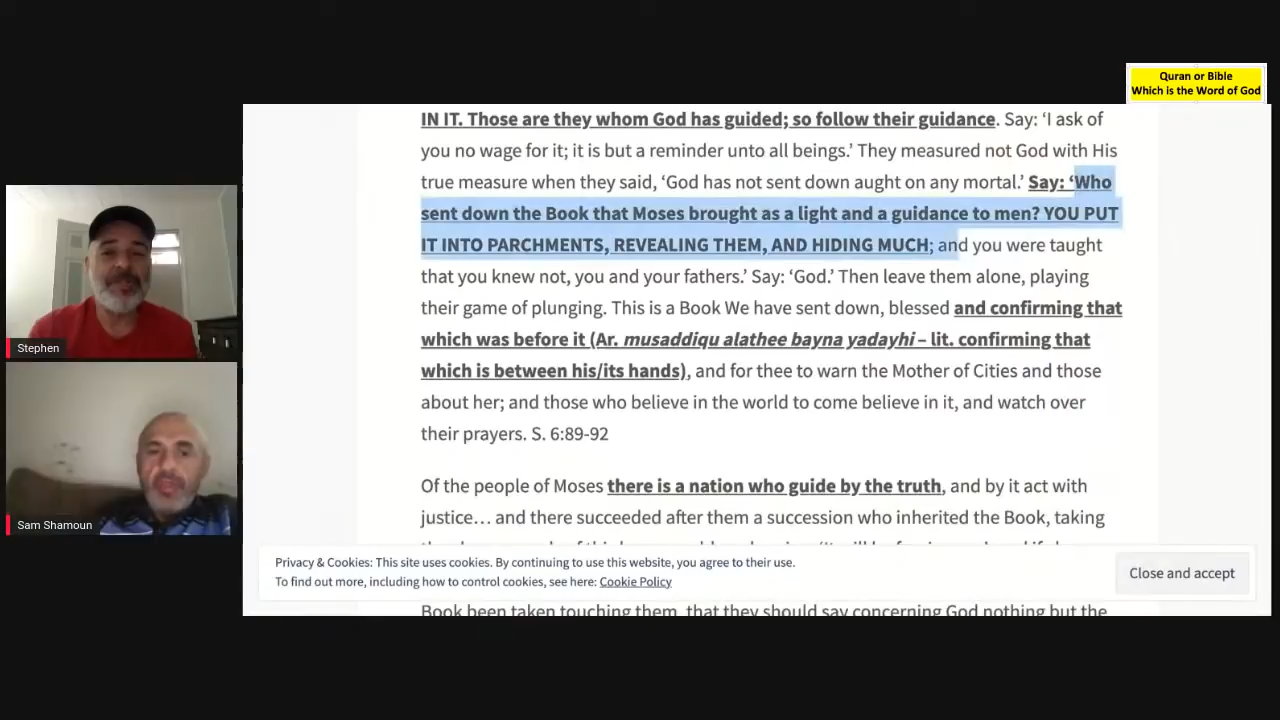 Quran or Bible
Which is the Word of God
IN IT. Those are they whom God has guided; so follow their guidance. Say: ‘I ask of
you no wage for it; it is but a reminder unto all beings.’ They measured not God with His
true measure when they said, ‘God has not sent down aught on any mortal.’ Say: ‘Who
sent down the Book that Moses brought as a light and a guidance to men? YOU PUT
IT INTO PARCHMENTS, REVEALING THEM, AND HIDING MUCH; and you were taught
that you knew not, you and your fathers.’ Say: ‘God.’ Then leave them alone, playing
their game of plunging. This is a Book We have sent down, blessed and confirming that
which was before it (Ar. musaddiqu alathee bayna yadayhi – lit. confirming that
which is between his/its hands), and for thee to warn the Mother of Cities and those
about her; and those who believe in the world to come believe in it, and watch over
their prayers. S. 6:89-92
Of the people of Moses there is a nation who guide by the truth, and by it act with
justice… and there succeeded after them a succession who inherited the Book, taking
Privacy & Cookies: This site uses cookies. By continuing to use this website, you agree to their use.
To find out more, including how to control cookies, see here: Cookie Policy
Close and accept
Book been taken touching them, that they should say concerning God nothing but the
Stephen
Sam Shamoun